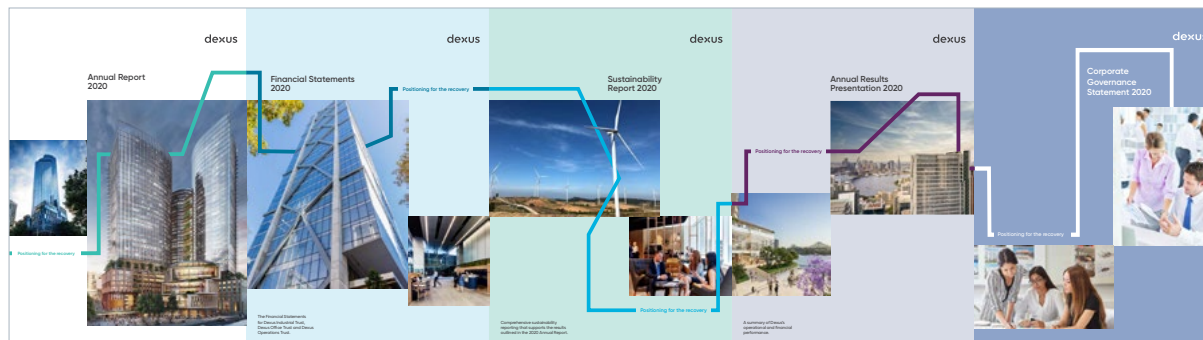 dexus
Annual Report
2020
Positioning for the recovery
dexus
Financial Statements
2020
Positioning for the recovery
The Financial Statements
for Dexus Industrial Trust,
Dexus Office Trust and Dexus
Operations Trust.
dexus
Sustainability
Report 2020
Positioning for the recovery
Comprehensive sustainability
reporting that supports the results
outlined in the 2020 Annual Report.
dexus
Annual Results
Presentation 2020
Positioning for the recovery
A summary of Dexus's
operational and financial
performance.
dexus
Corporate
Governance
Statement 2020
Positioning for the recovery